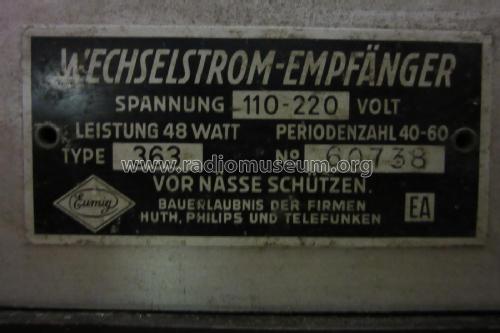 WECHSELSTROM-EMPFÄNGER
SPANNUNG 110-220 VOLT
LEISTUNG 48 WATT PERIODENZAHL 40-60
TYPE 363 No 60738
www.radiomuseum.org
VOR NÄSSE SCHÜTZEN.
Eumig
BAUERLAUBNIS DER FIRMEN
HUTH, PHILIPS UND TELEFUNKEN
EA